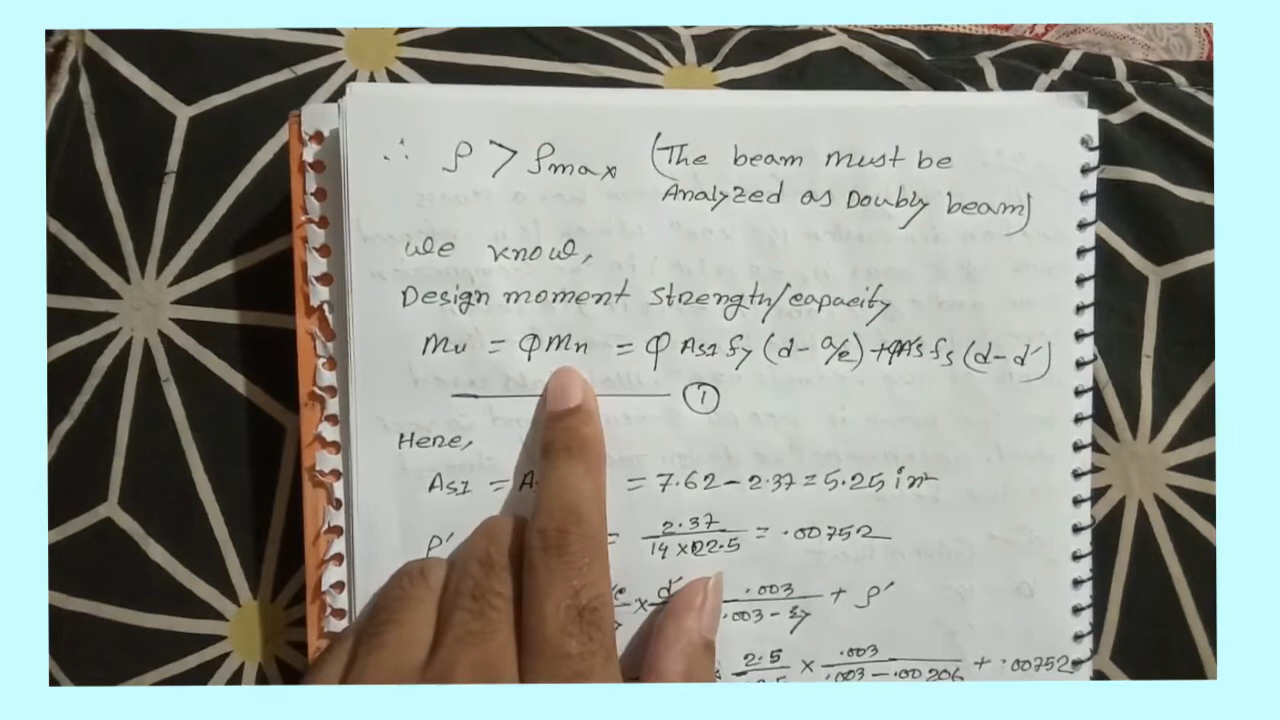 ∴ ρ > ρmax (The beam must be
Analyzed as Doubly beam)
we know,
Design moment strength/capacity
Mu = φMn = φ As1 fy (d - a/2) + φA's fs (d - d')
①
Here,
As1 = A = 7.62 - 2.37 = 5.25 in²
ρ' = 2.37 / 14 × 22.5 = .00752
× d' .003 / .003 - εy + ρ'
2.5 × .003 / .003 - .00206 + .00752